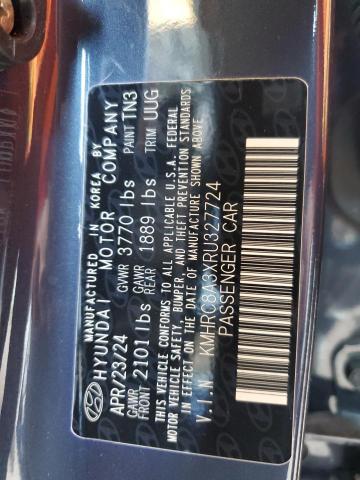 MANUFACTURED IN KOREA BY
HYUNDAI MOTOR COMPANY
APR/23/24 GVWR 3770 lbs PAINT TN3
GAWR FRONT 2101 lbs GAWR REAR 1889 lbs TRIM UUG
THIS VEHICLE CONFORMS TO ALL APPLICABLE U.S.A. FEDERAL
MOTOR VEHICLE SAFETY, BUMPER, AND THEFT PREVENTION STANDARDS
IN EFFECT ON THE DATE OF MANUFACTURE SHOWN ABOVE.
V.I.N KMHRC8A3XRU327724
PASSENGER CAR